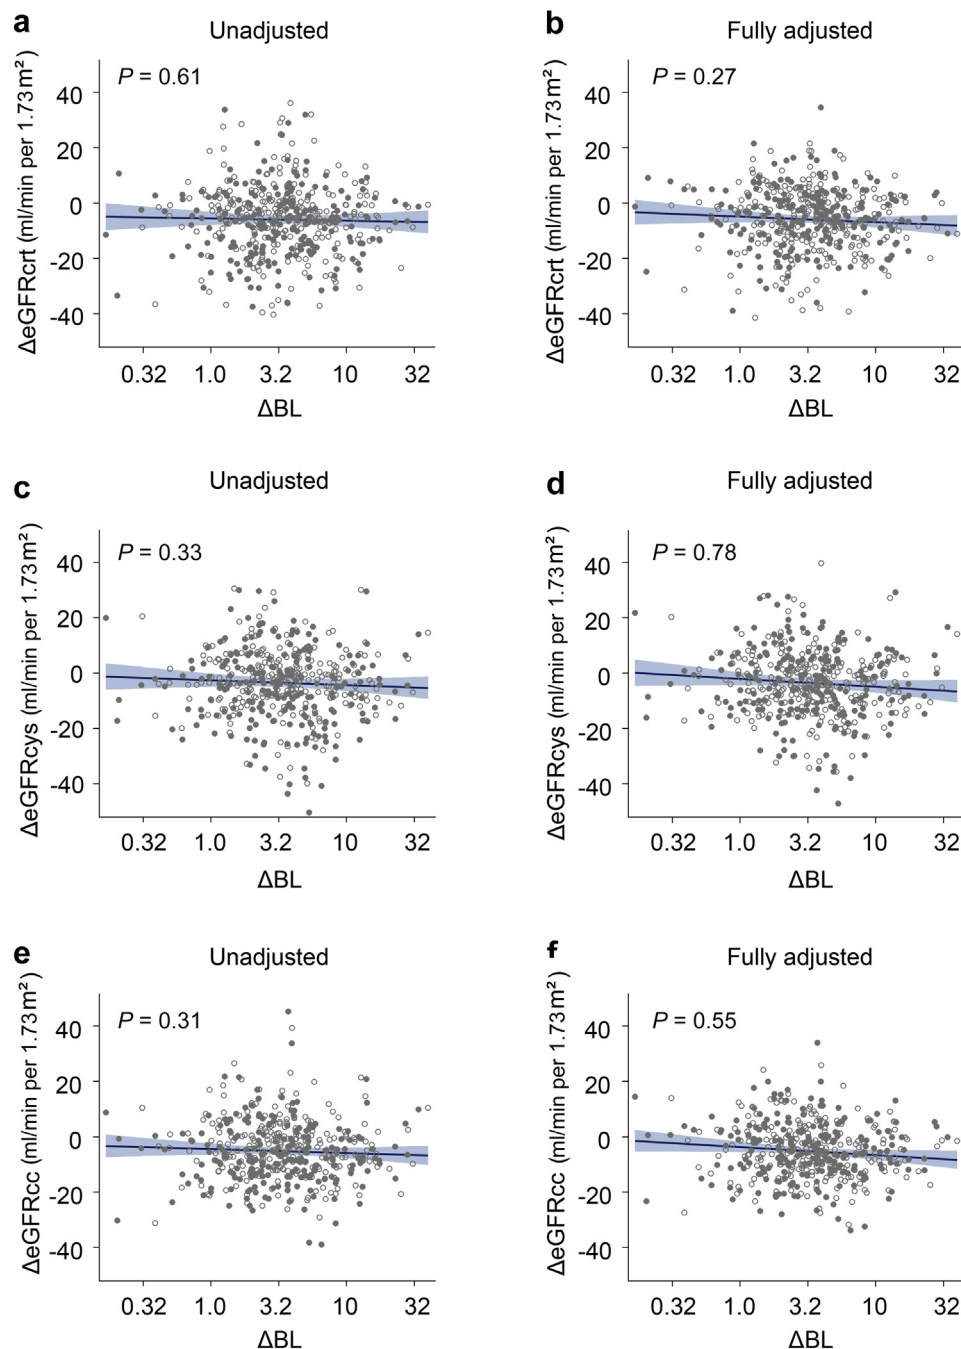 a Unadjusted
P = 0.61
ΔeGFRcrt (ml/min per 1.73m²)
40
20
0
-20
-40
0.32 1.0 3.2 10 32
ΔBL
b Fully adjusted
P = 0.27
ΔeGFRcrt (ml/min per 1.73m²)
40
20
0
-20
-40
0.32 1.0 3.2 10 32
ΔBL
c Unadjusted
P = 0.33
ΔeGFRcys (ml/min per 1.73m²)
40
20
0
-20
-40
0.32 1.0 3.2 10 32
ΔBL
d Fully adjusted
P = 0.78
ΔeGFRcys (ml/min per 1.73m²)
40
20
0
-20
-40
0.32 1.0 3.2 10 32
ΔBL
e Unadjusted
P = 0.31
ΔeGFRcc (ml/min per 1.73m²)
40
20
0
-20
-40
0.32 1.0 3.2 10 32
ΔBL
f Fully adjusted
P = 0.55
ΔeGFRcc (ml/min per 1.73m²)
40
20
0
-20
-40
0.32 1.0 3.2 10 32
ΔBL